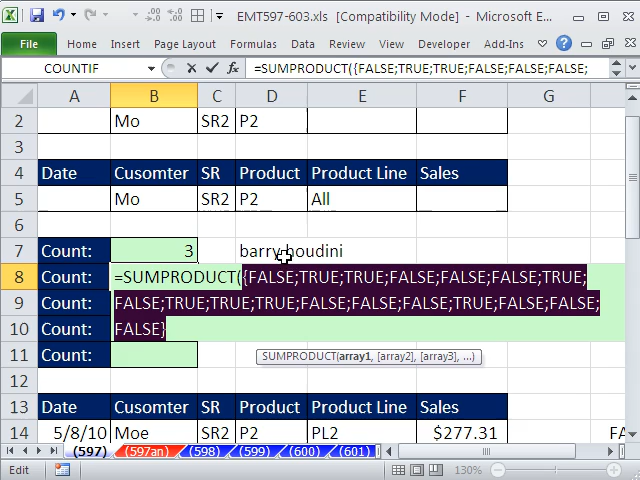 EMT597-603.xls [Compatibility Mode] - Microsoft E...
File Home Insert Page Layout Formulas Data Review View Developer Add-Ins
COUNTIF =SUMPRODUCT({FALSE;TRUE;TRUE;FALSE;FALSE;FALSE;
A B C D E F G
2 Mo SR2 P2
3
4 Date Cusomter SR Product Product Line Sales
5 Mo SR2 P2 All
6
7 Count: 3 barry houdini
8 Count: =SUMPRODUCT({FALSE;TRUE;TRUE;FALSE;FALSE;FALSE;TRUE;
9 Count: FALSE;TRUE;TRUE;TRUE;FALSE;FALSE;FALSE;TRUE;FALSE;FALSE;
10 Count: FALSE}
11 Count: SUMPRODUCT(array1, [array2], [array3], ...)
12
13 Date Cusomter SR Product Product Line Sales
14 5/8/10 Moe SR2 P2 PL2 $277.31 FA
(597) (597an) (598) (599) (600) (601)
Edit 130%